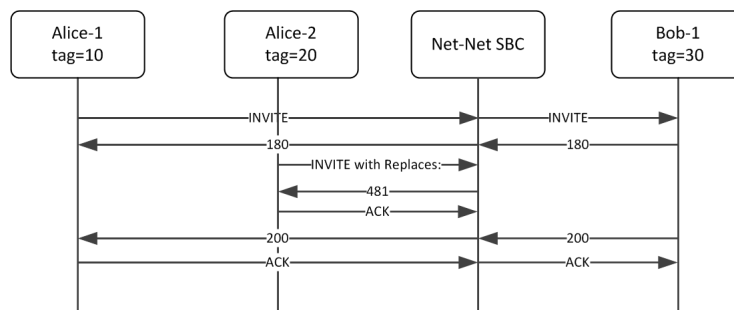 Alice-1
tag=10
Alice-2
tag=20
Net-Net SBC
Bob-1
tag=30
INVITE
INVITE
180
180
INVITE with Replaces:
481
ACK
200
200
ACK
ACK